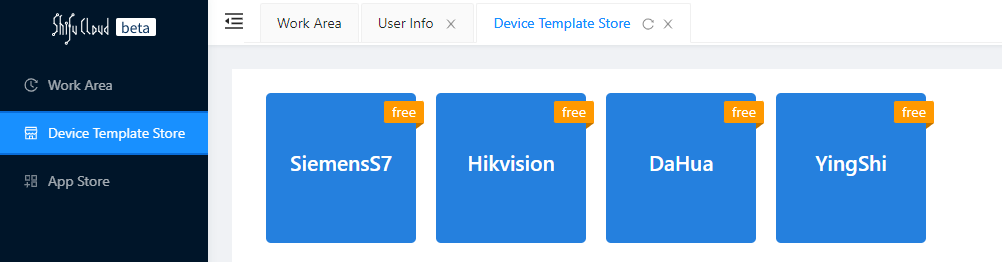 Shifu Cloud beta
Work Area
User Info
Device Template Store
Work Area
Device Template Store
App Store
free
free
free
free
SiemensS7
Hikvision
DaHua
YingShi